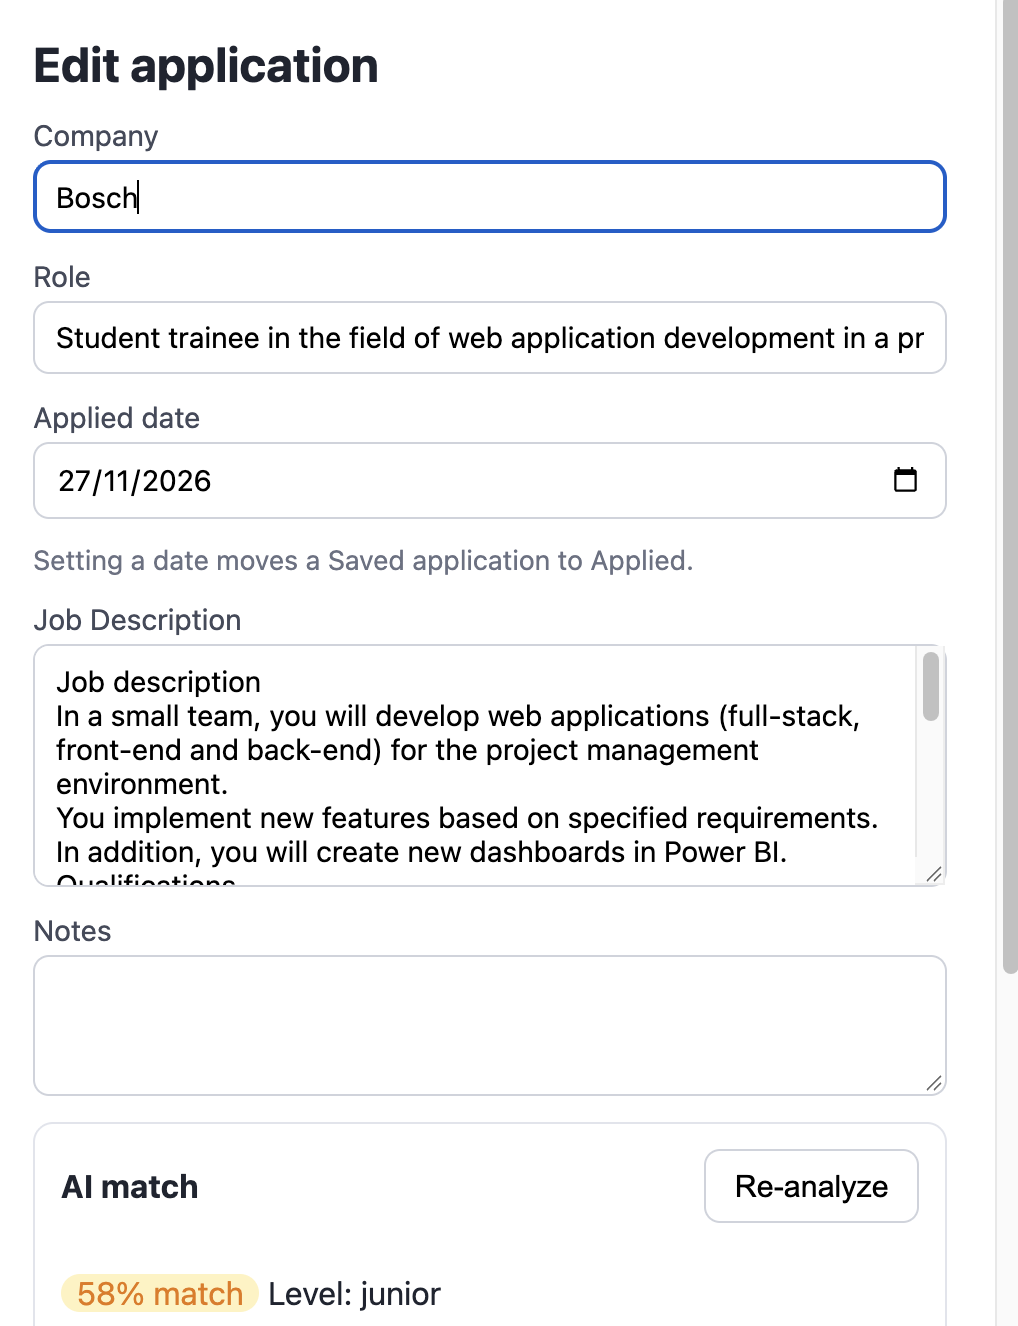 Edit application
Company
Bosch
Role
Student trainee in the field of web application development in a pr
Applied date
27/11/2026
Setting a date moves a Saved application to Applied.
Job Description
Job description
In a small team, you will develop web applications (full-stack,
front-end and back-end) for the project management
environment.
You implement new features based on specified requirements.
In addition, you will create new dashboards in Power BI.
Qualifications
Notes
AI match
Re-analyze
58% match Level: junior